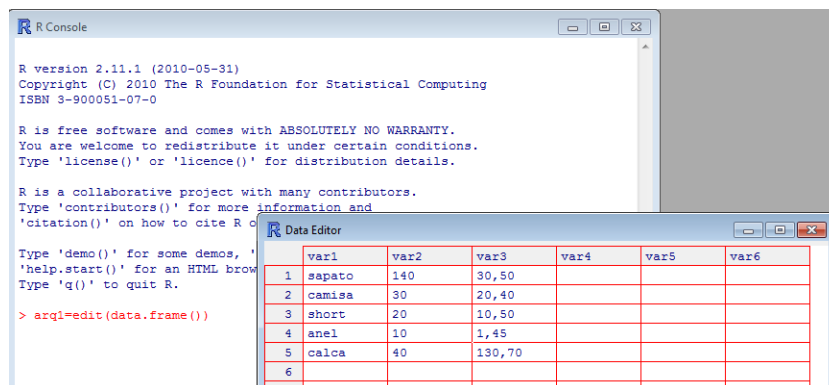 R Console
R version 2.11.1 (2010-05-31)
Copyright (C) 2010 The R Foundation for Statistical Computing
ISBN 3-900051-07-0
R is free software and comes with ABSOLUTELY NO WARRANTY.
You are welcome to redistribute it under certain conditions.
Type 'license()' or 'licence()' for distribution details.
R is a collaborative project with many contributors.
Type 'contributors()' for more information and
'citation()' on how to cite R o
Type 'demo()' for some demos, '
'help.start()' for an HTML brow
Type 'q()' to quit R.
> arq1=edit(data.frame())
R Data Editor
var1 var2 var3 var4 var5 var6
1 sapato 140 30,50
2 camisa 30 20,40
3 short 20 10,50
4 anel 10 1,45
5 calca 40 130,70
6